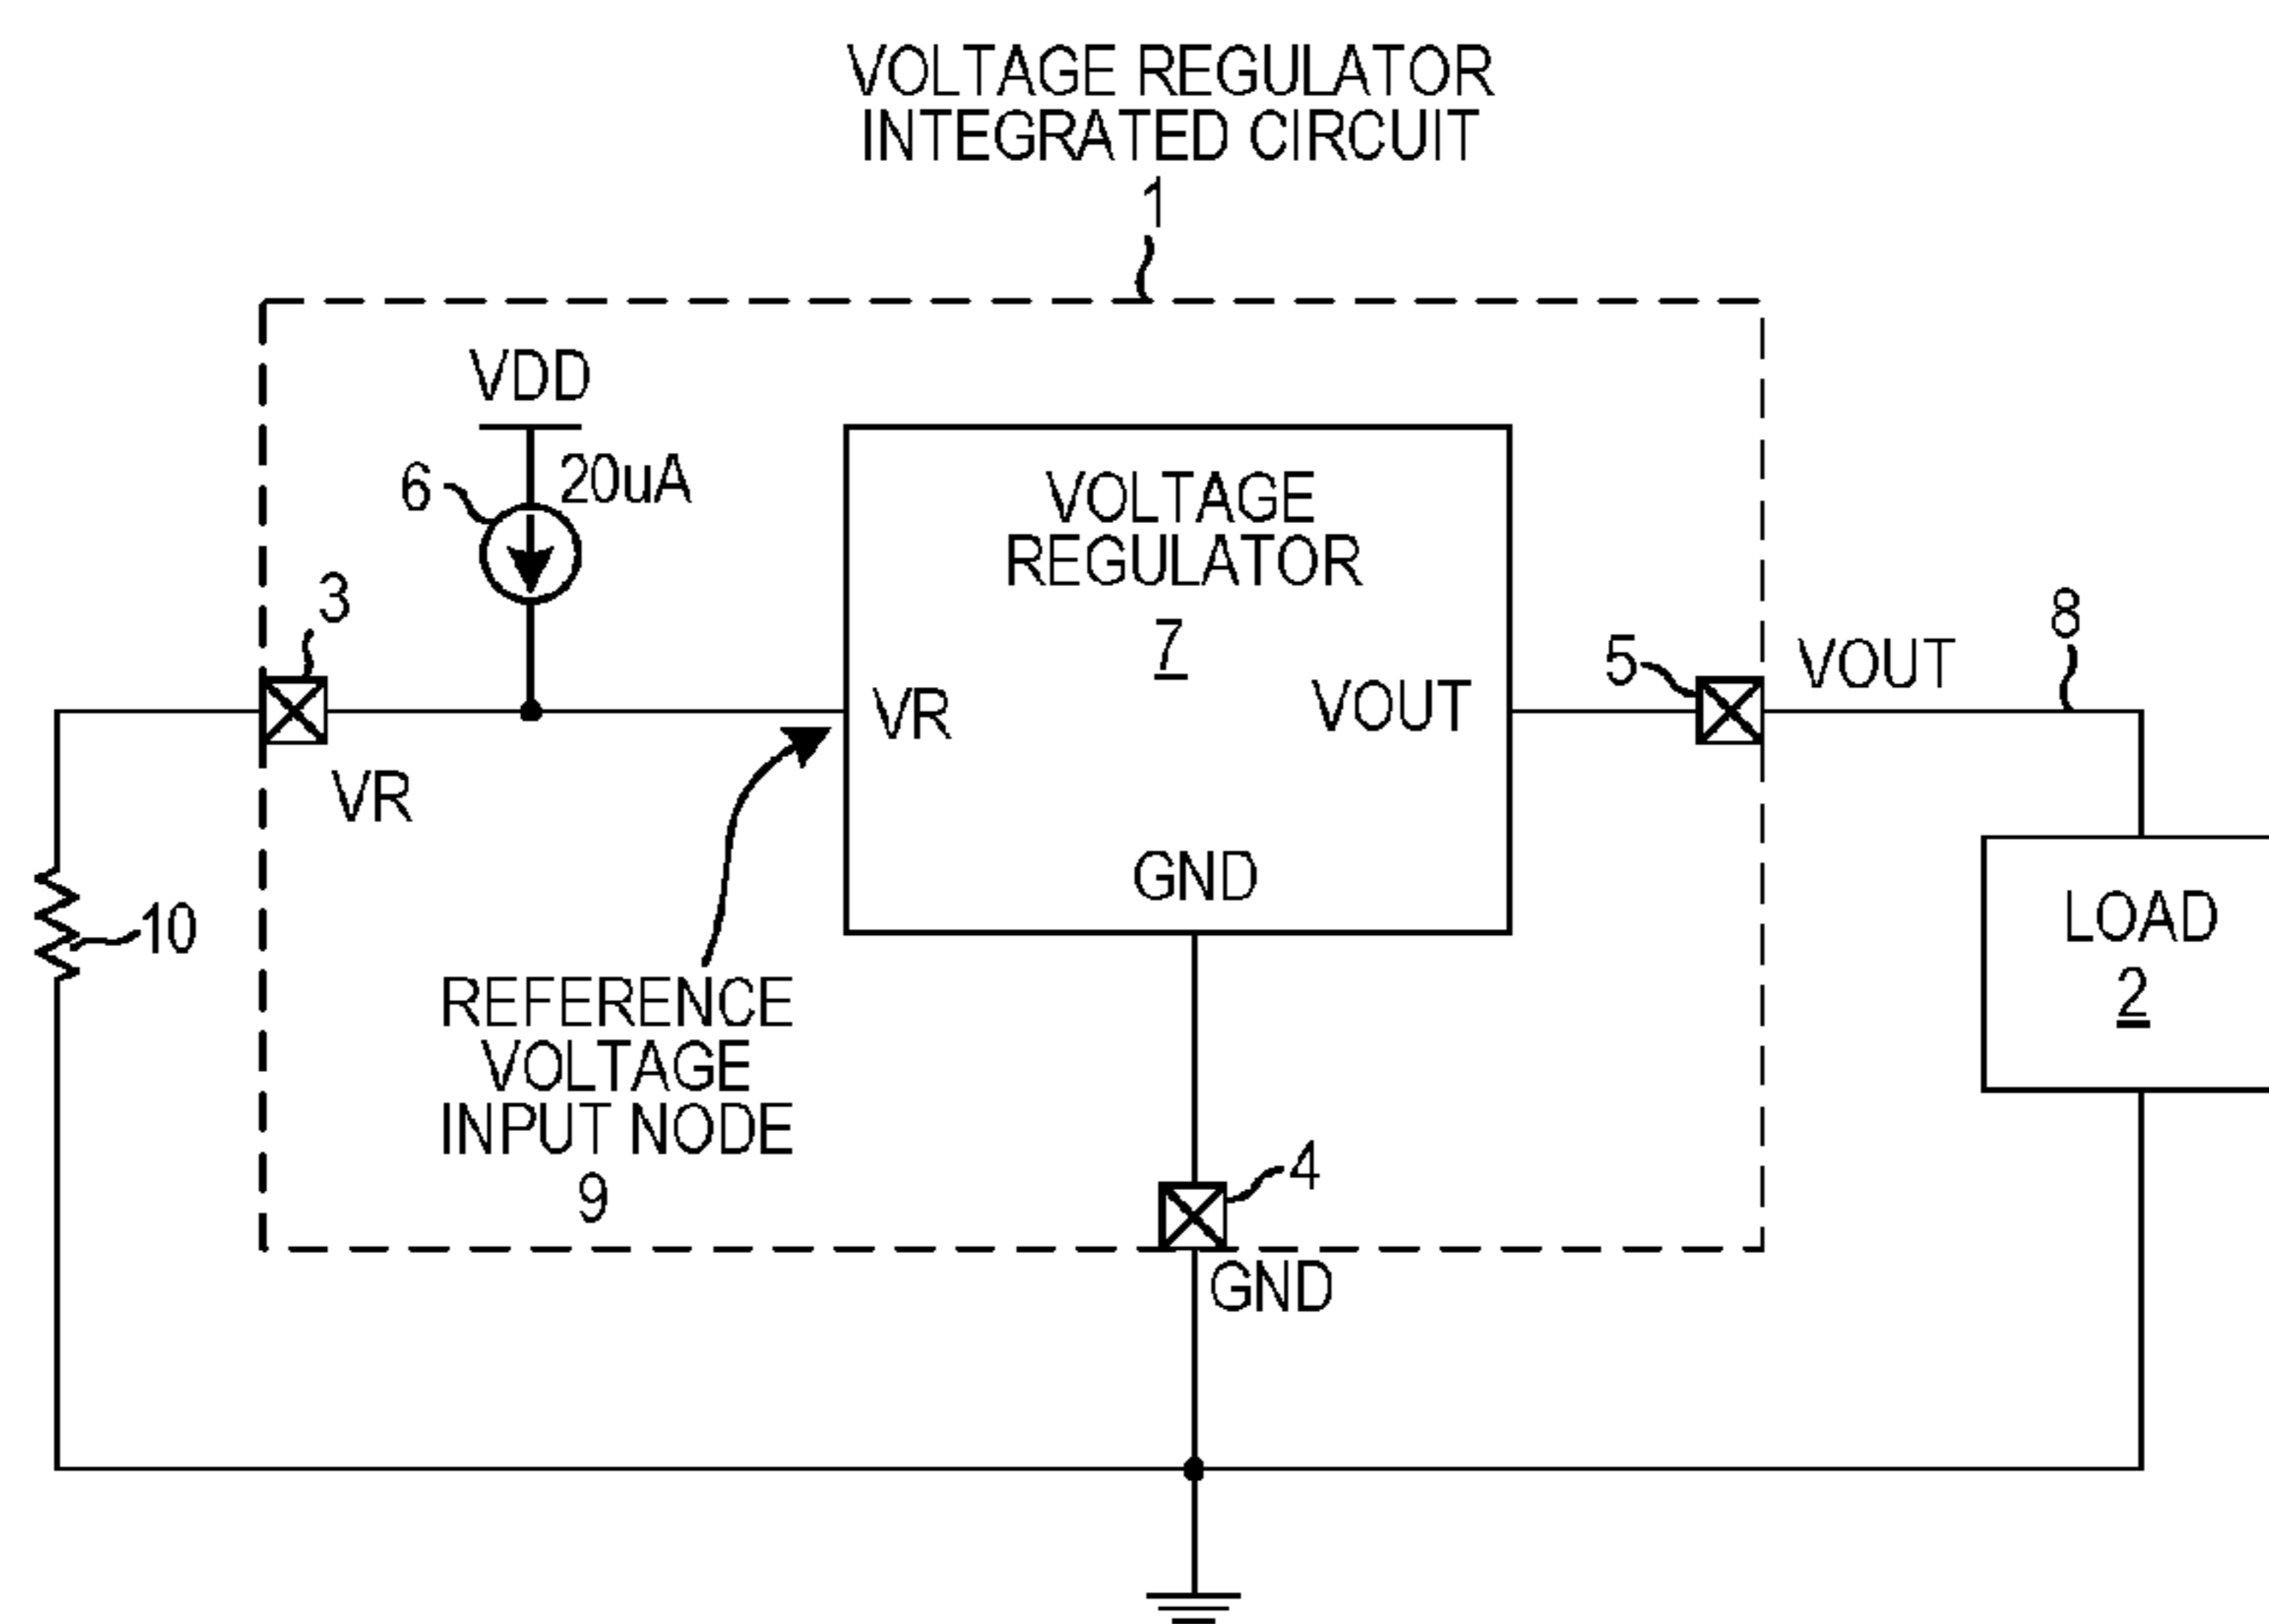 VOLTAGE REGULATOR
INTEGRATED CIRCUIT
1
VDD
20uA
6
3
VOLTAGE
REGULATOR
7
VR
VOUT
GND
5
VOUT
8
VR
10
LOAD
2
REFERENCE
VOLTAGE
INPUT NODE
9
4
GND